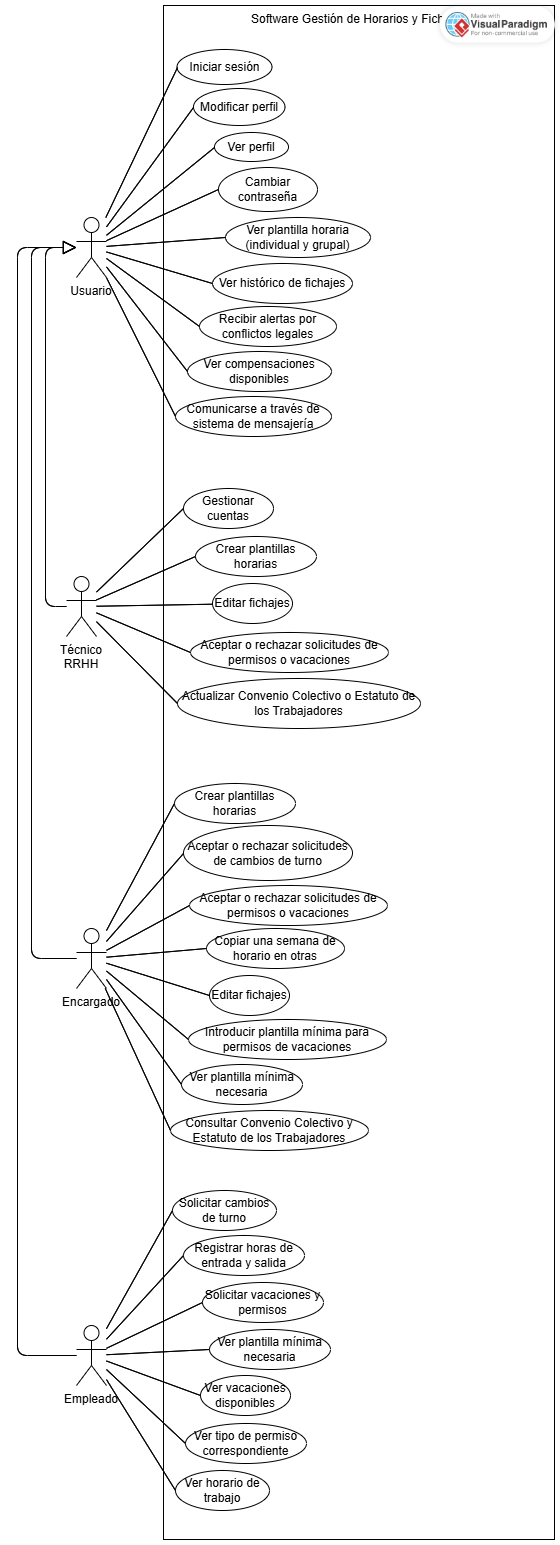 Software Gestión de Horarios y Fich
Made with
VisualParadigm
For non-commercial use
Iniciar sesión
Modificar perfil
Ver perfil
Cambiar
contraseña
Ver plantilla horaria
(individual y grupal)
Usuario
Ver histórico de fichajes
Recibir alertas por
conflictos legales
Ver compensaciones
disponibles
Comunicarse a través de
sistema de mensajería
Gestionar
cuentas
Crear plantillas
horarias
Editar fichajes
Técnico
RRHH
Aceptar o rechazar solicitudes de
permisos o vacaciones
Actualizar Convenio Colectivo o Estatuto de
los Trabajadores
Crear plantillas
horarias
Aceptar o rechazar solicitudes
de cambios de turno
Aceptar o rechazar solicitudes de
permisos o vacaciones
Copiar una semana de
horario en otras
Encargado
Editar fichajes
Introducir plantilla mínima para
permisos de vacaciones
Ver plantilla mínima
necesaria
Consultar Convenio Colectivo y
Estatuto de los Trabajadores
Solicitar cambios
de turno
Registrar horas de
entrada y salida
Solicitar vacaciones y
permisos
Ver plantilla mínima
necesaria
Empleado
Ver vacaciones
disponibles
Ver tipo de permiso
correspondiente
Ver horario de
trabajo